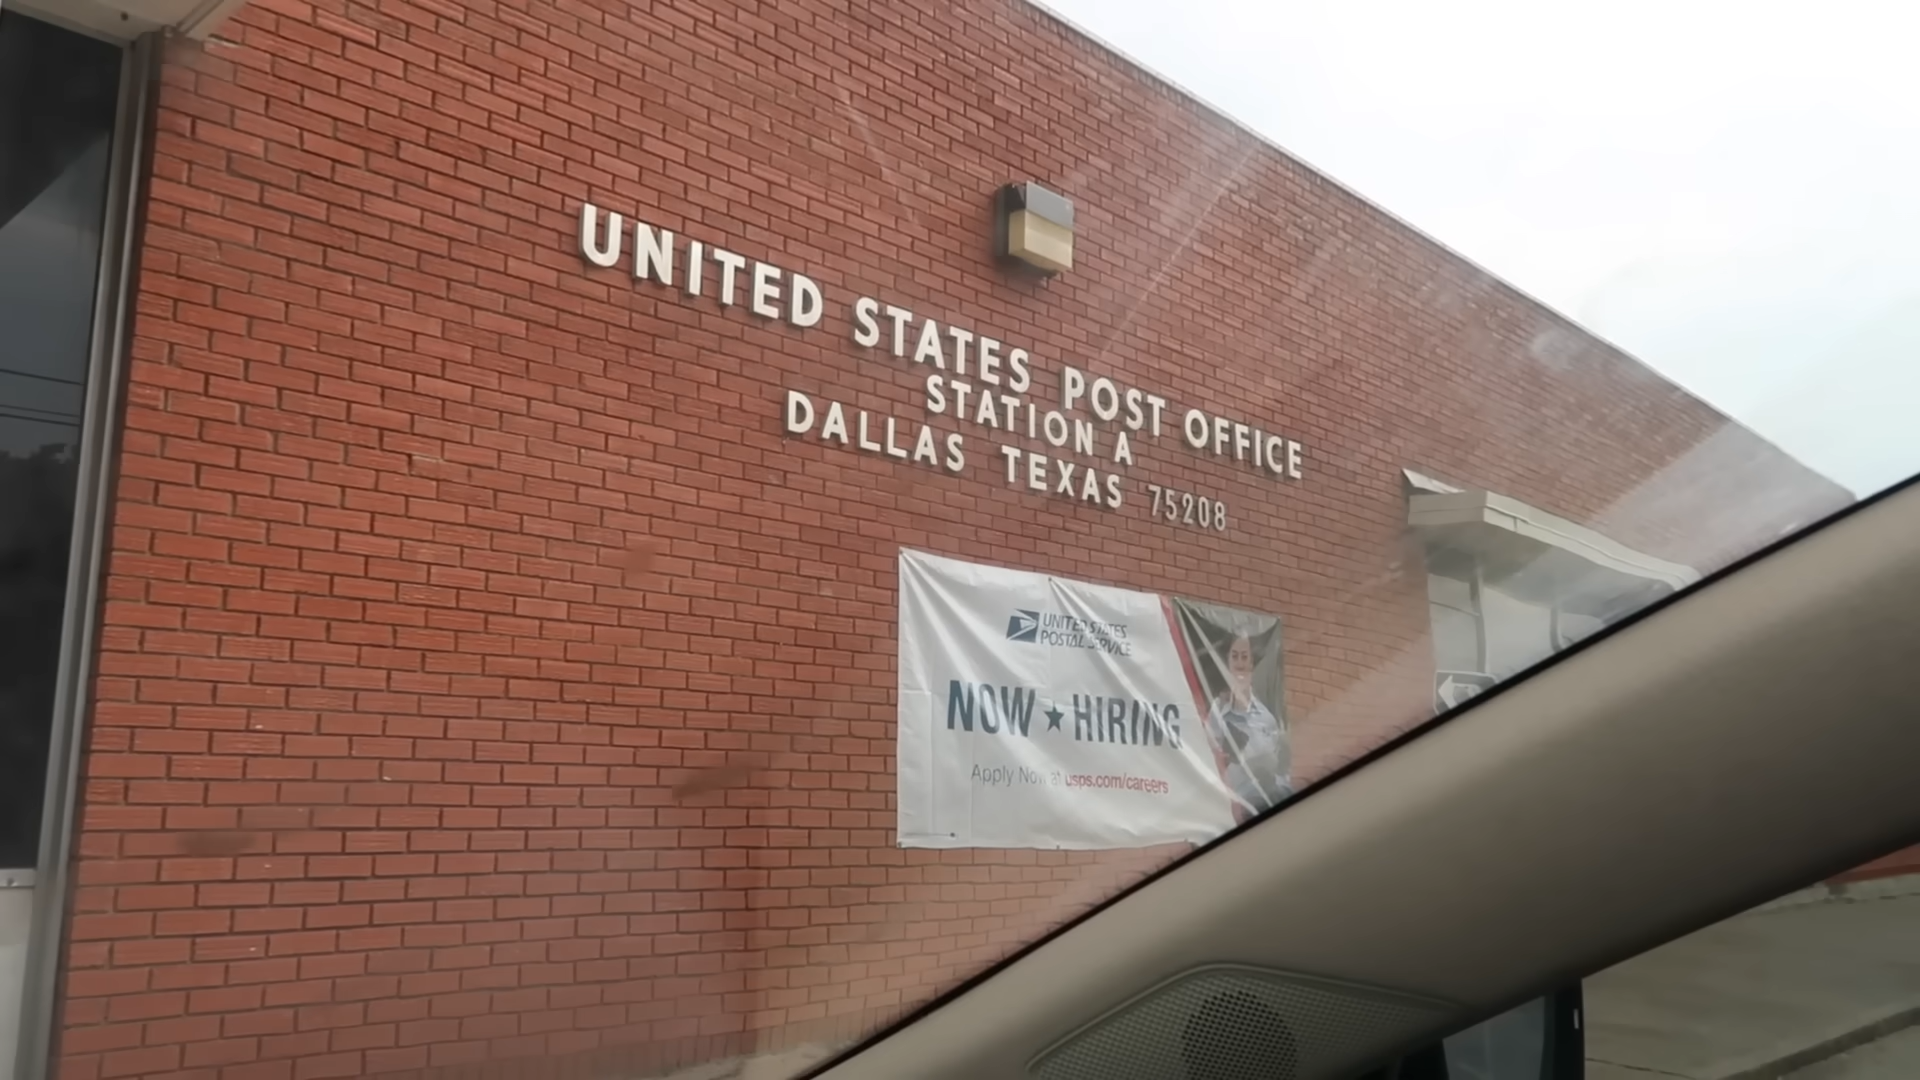 UNITED STATES POST OFFICE
STATION A
DALLAS TEXAS 75208
UNITED STATES
POSTAL SERVICE
NOW ★ HIRING
Apply Now at usps.com/careers